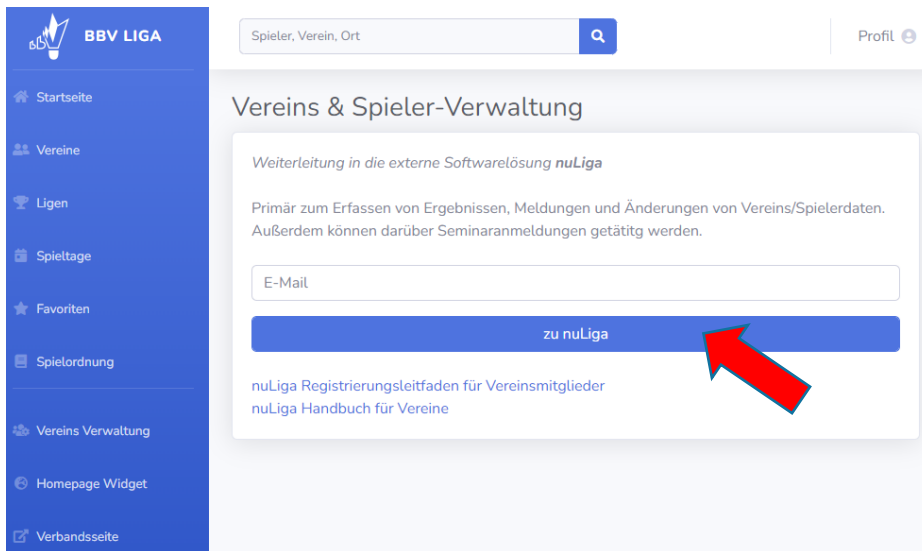 BBV
BBV LIGA
Spieler, Verein, Ort
Profil
Startseite
Vereine
Ligen
Spieltage
Favoriten
Spielordnung
Vereins Verwaltung
Homepage Widget
Verbandsseite
Vereins & Spieler-Verwaltung
Weiterleitung in die externe Softwarelösung nuLiga
Primär zum Erfassen von Ergebnissen, Meldungen und Änderungen von Vereins/Spielerdaten.
Außerdem können darüber Seminaranmeldungen getätitg werden.
E-Mail
zu nuLiga
nuLiga Registrierungsleitfaden für Vereinsmitglieder
nuLiga Handbuch für Vereine